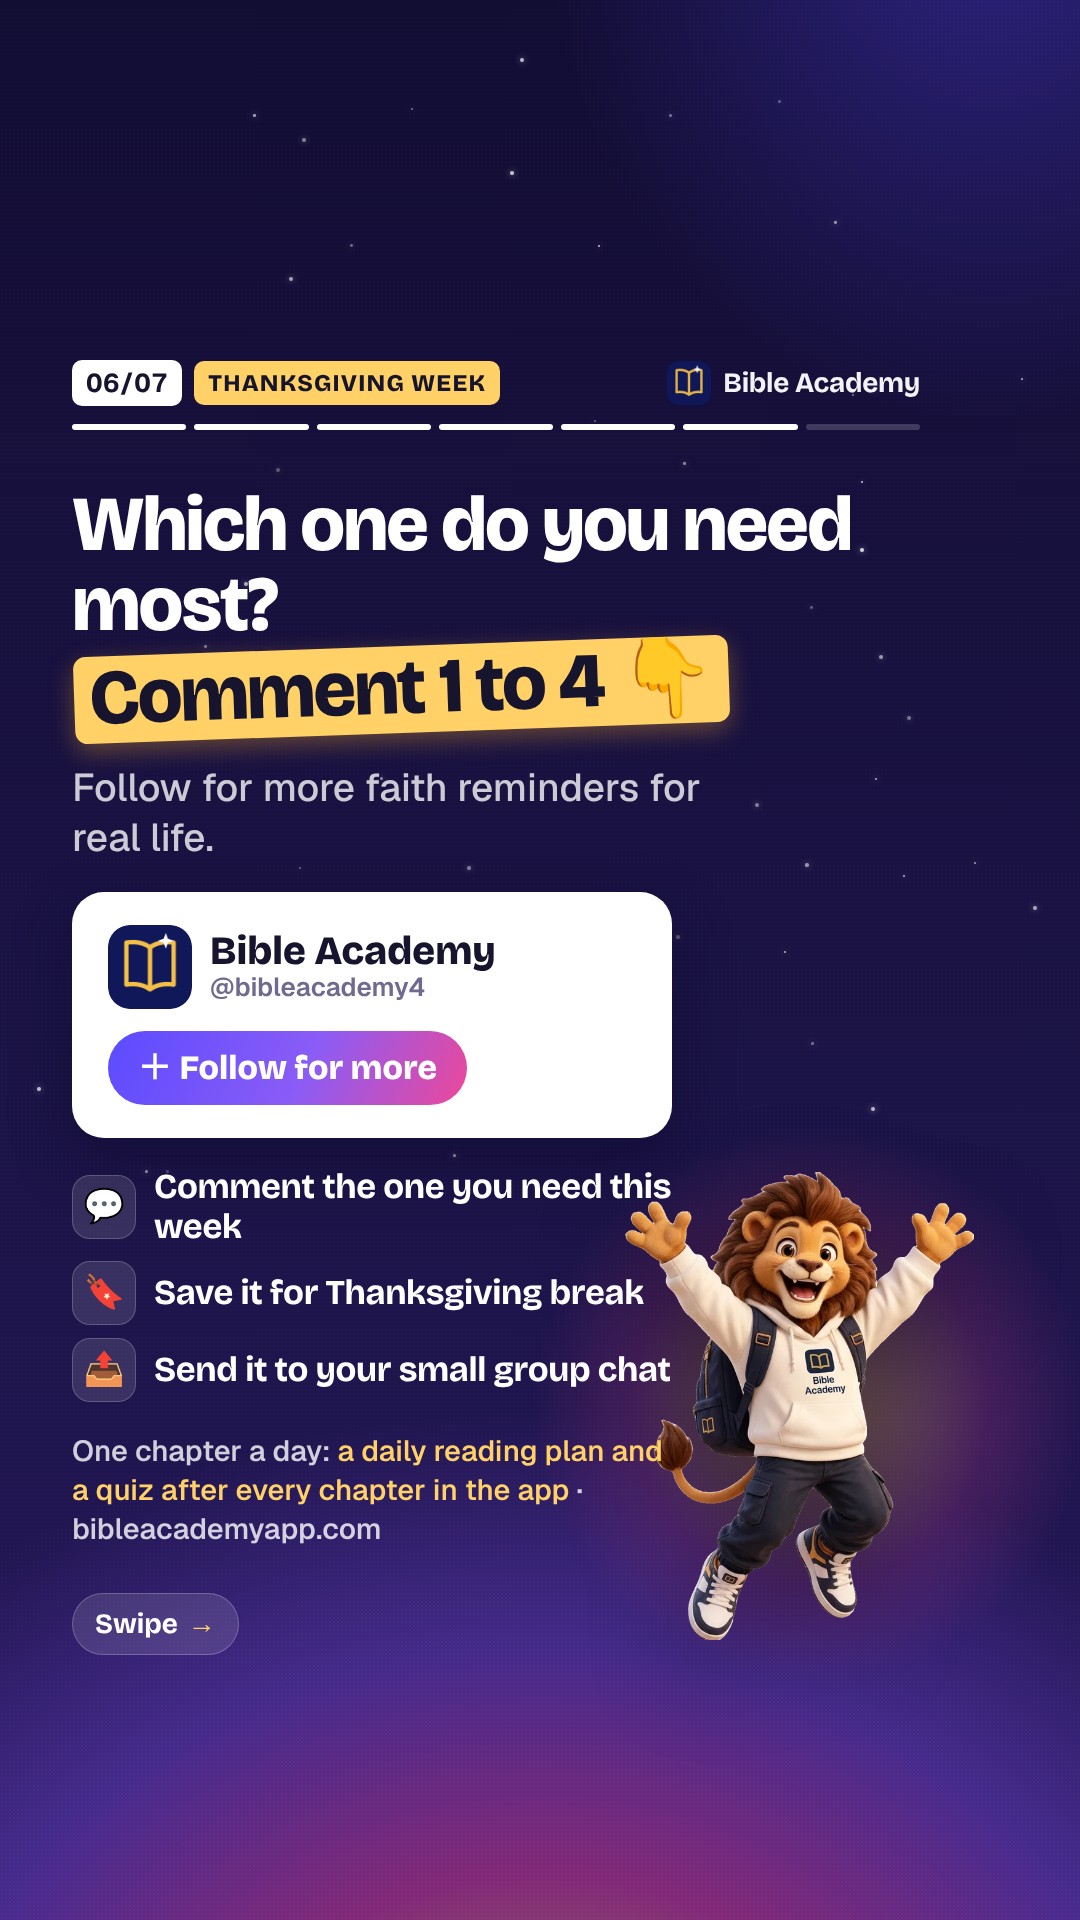 06/07 THANKSGIVING WEEK Bible Academy
Which one do you need
most?
Comment 1 to 4 👇
Follow for more faith reminders for
real life.
Bible Academy
@bibleacademy4
+ Follow for more
Comment the one you need this
week
Save it for Thanksgiving break
Send it to your small group chat
Bible
Academy
One chapter a day: a daily reading plan and
a quiz after every chapter in the app ·
bibleacademyapp.com
Swipe →